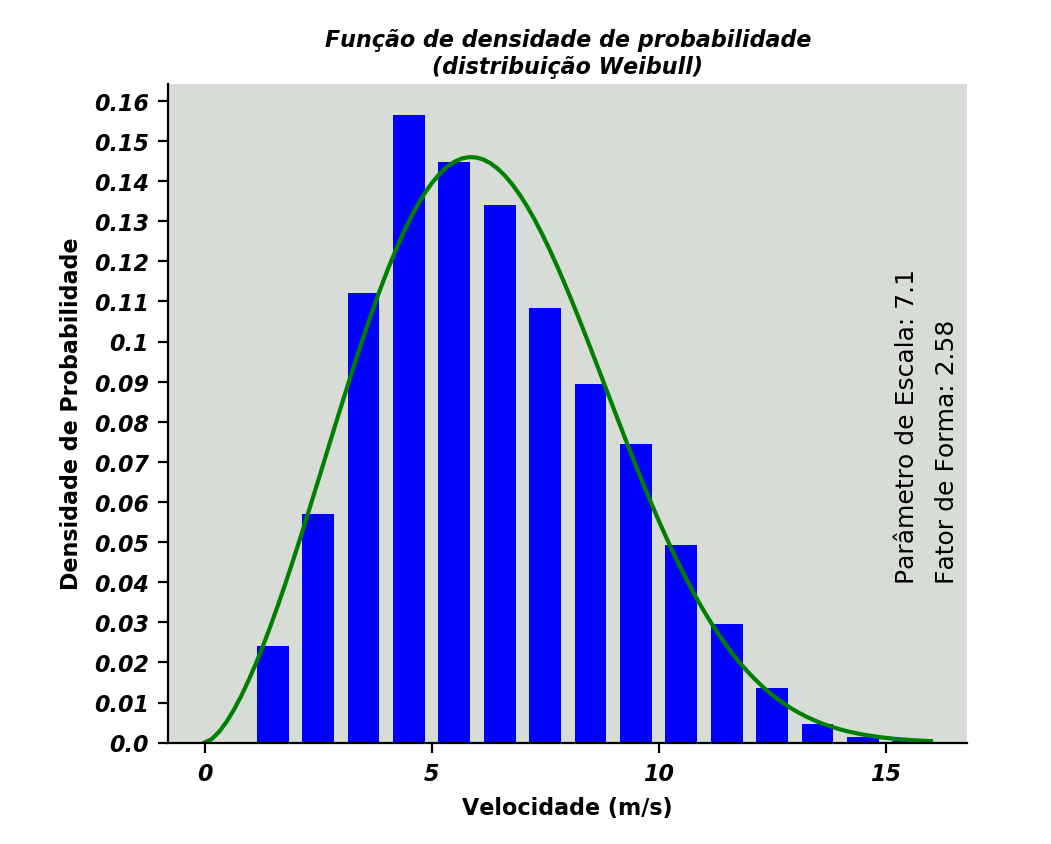 Função de densidade de probabilidade
(distribuição Weibull)
Densidade de Probabilidade
0.16
0.15
0.14
0.13
0.12
0.11
0.1
0.09
0.08
0.07
0.06
0.05
0.04
0.03
0.02
0.01
0.0
Parâmetro de Escala: 7.1
Fator de Forma: 2.58
0 5 10 15
Velocidade (m/s)